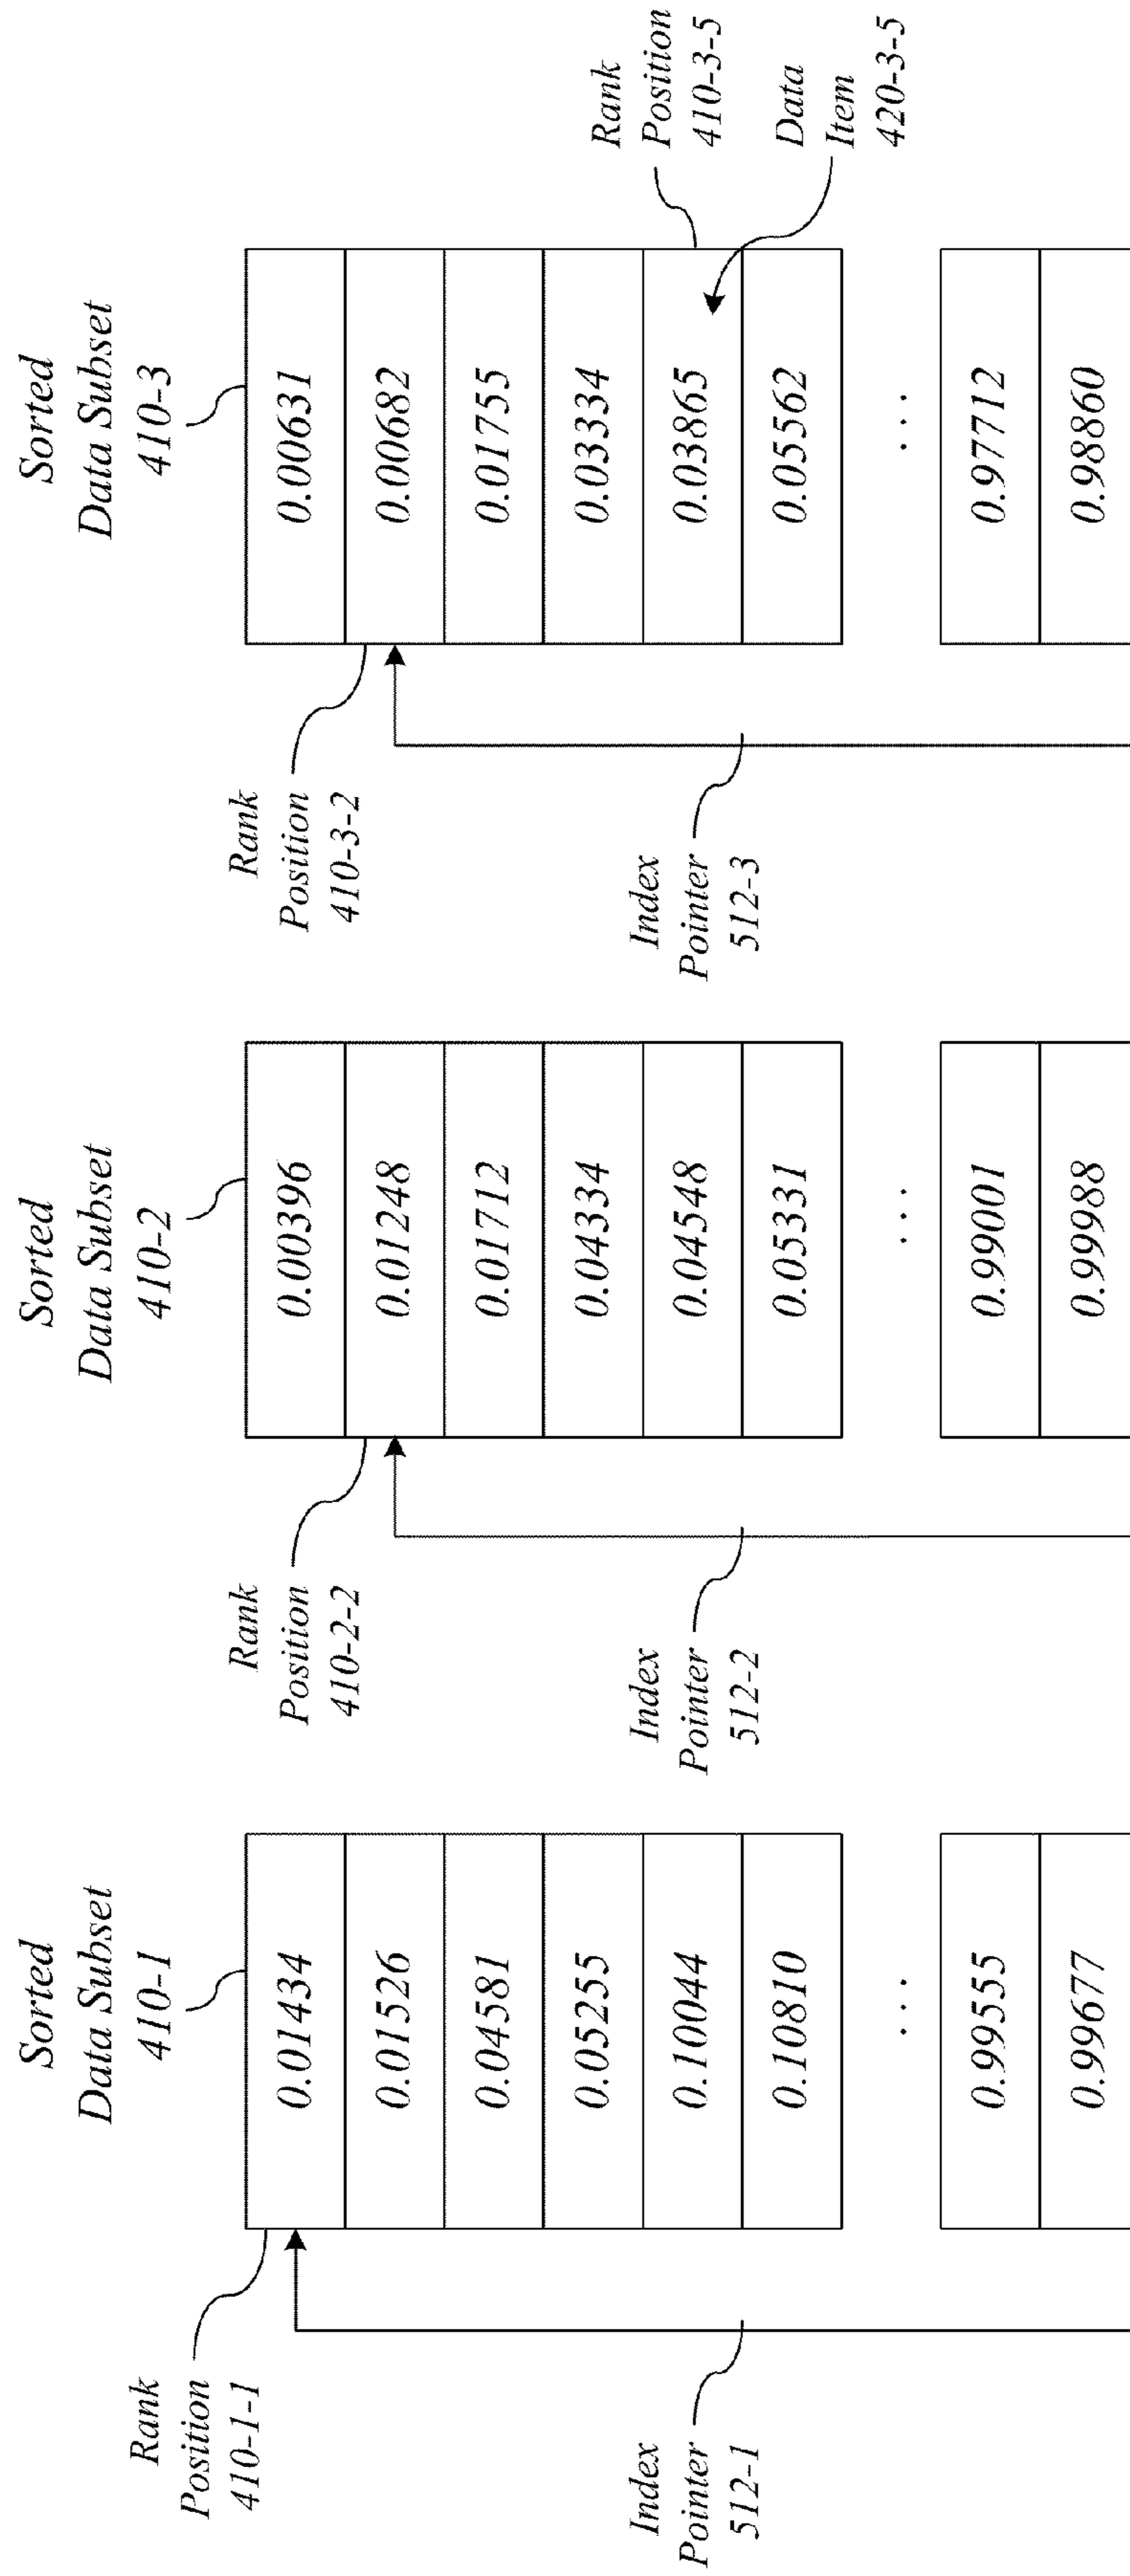 Sorted
Data Subset
410-1
Rank
Position
410-1-1
0.01434
0.01526
0.04581
0.05255
0.10044
0.10810
...
0.99555
0.99677
Index
Pointer
512-1
Sorted
Data Subset
410-2
Rank
Position
410-2-2
0.00396
0.01248
0.01712
0.04334
0.04548
0.05331
...
0.99001
0.99988
Index
Pointer
512-2
Sorted
Data Subset
410-3
Rank
Position
410-3-2
0.00631
0.00682
0.01755
0.03334
0.03865
0.05562
...
0.97712
0.98860
Index
Pointer
512-3
Rank
Position
410-3-5
Data
Item
420-3-5